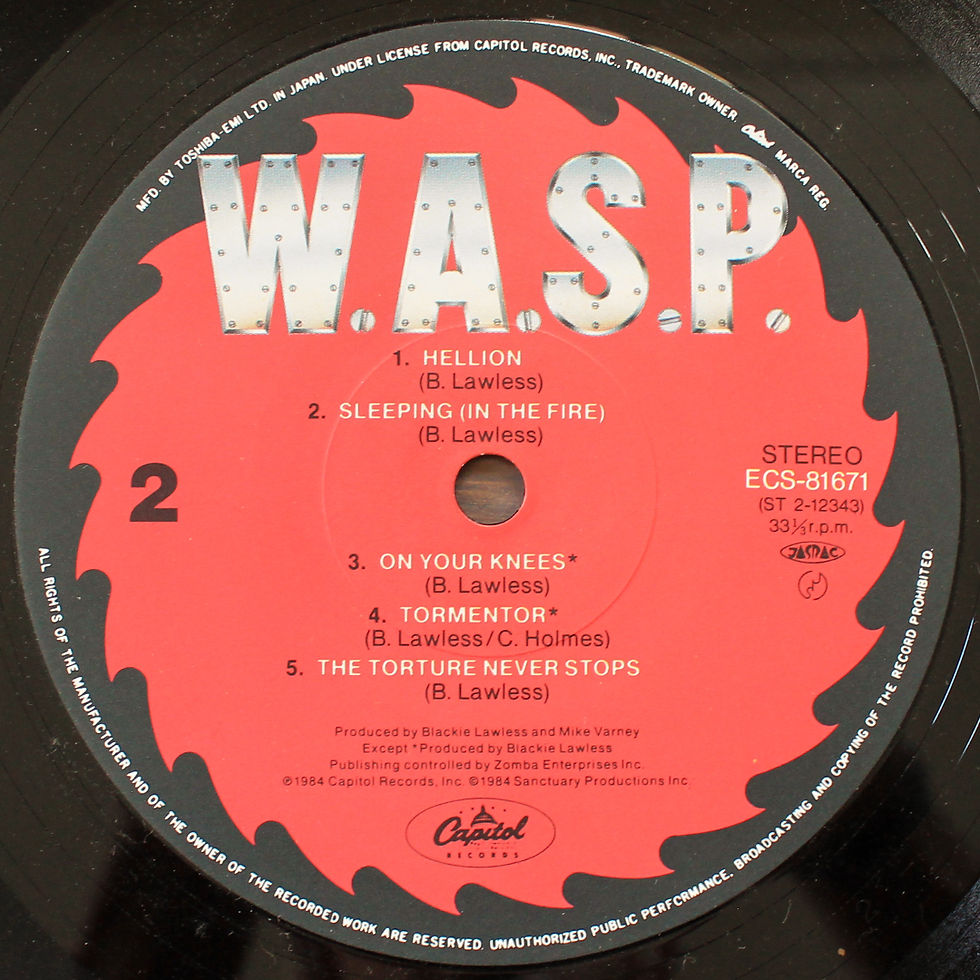 MFD. BY TOSHIBA-EMI LTD. IN JAPAN. UNDER LICENSE FROM CAPITOL RECORDS, INC., TRADEMARK OWNER. Capitol MARCA REG.
W.A.S.P.
1. HELLION
(B. Lawless)
2. SLEEPING (IN THE FIRE)
(B. Lawless)
2
STEREO
ECS-81671
(ST 2-12343)
33⅓ r.p.m.
JASRAC
3. ON YOUR KNEES*
(B. Lawless)
4. TORMENTOR*
(B. Lawless/C. Holmes)
5. THE TORTURE NEVER STOPS
(B. Lawless)
Produced by Blackie Lawless and Mike Varney
Except *Produced by Blackie Lawless
Publishing controlled by Zomba Enterprises Inc.
℗1984 Capitol Records, Inc. ©1984 Sanctuary Productions Inc.
Capitol
RECORDS
ALL RIGHTS OF THE MANUFACTURER AND OF THE OWNER OF THE RECORDED WORK ARE RESERVED. UNAUTHORIZED PUBLIC PERFORMANCE, BROADCASTING AND COPYING OF THE RECORD PROHIBITED.